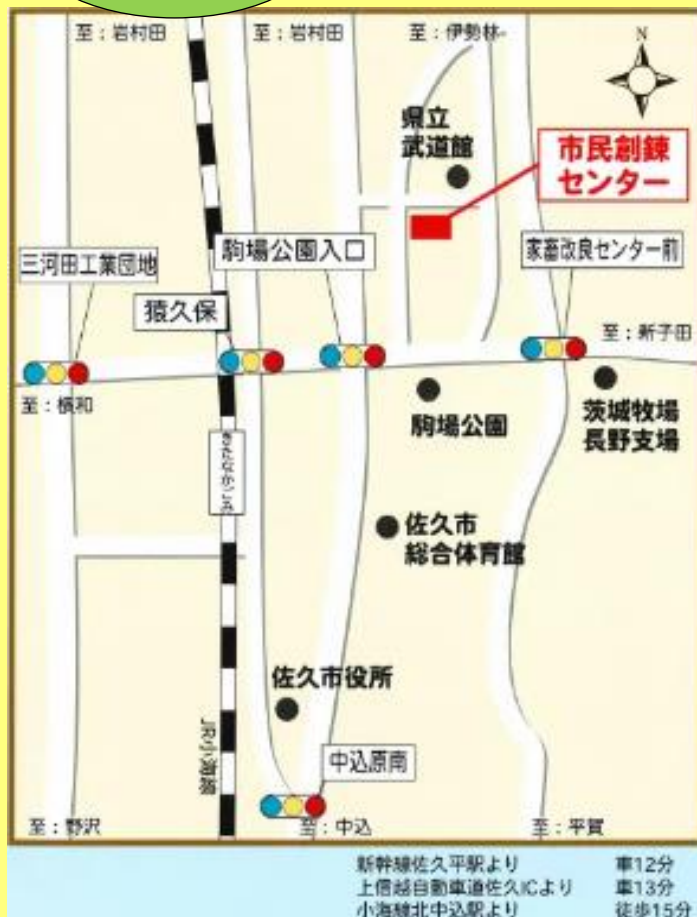 至：岩村田
至：岩村田
至：伊勢林
N
県立
武道館
市民創錬
センター
三河田工業団地
駒場公園入口
家畜改良センター前
猿久保
至：新子田
至：横和
駒場公園
茨城牧場
長野支場
きたなかごみ
佐久市
総合体育館
佐久市役所
JR小海線
中込原南
至：野沢
至：中込
至：平賀
新幹線佐久平駅より 車12分
上信越自動車道佐久ICより 車13分
小海線北中込駅より 徒歩15分